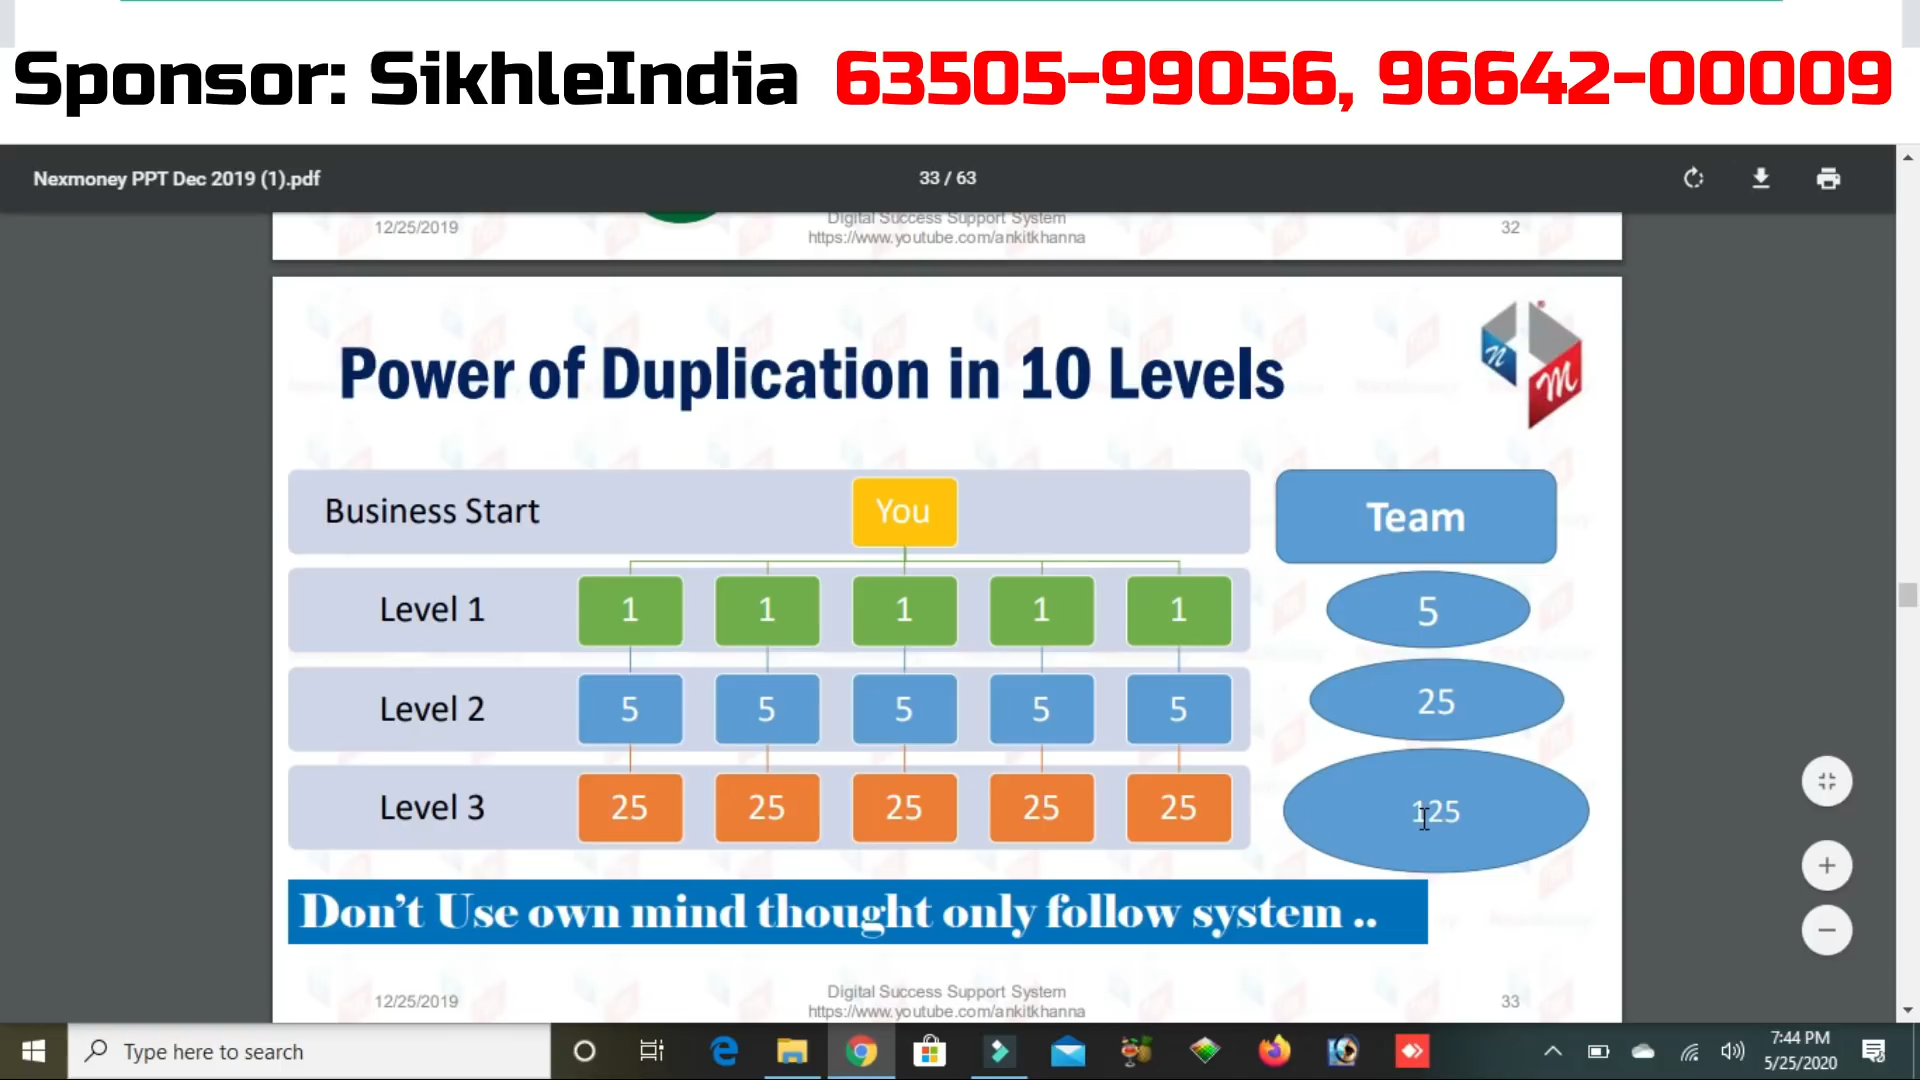 Sponsor: SikhleIndia 63505-99056, 96642-00009
Nexmoney PPT Dec 2019 (1).pdf 33 / 63
12/25/2019 Digital Success Support System 32
https://www.youtube.com/ankitkhanna
Power of Duplication in 10 Levels
n m
Business Start You Team
Level 1 1 1 1 1 1 5
Level 2 5 5 5 5 5 25
Level 3 25 25 25 25 25 125
Don't Use own mind thought only follow system ..
12/25/2019 Digital Success Support System 33
https://www.youtube.com/ankitkhanna
Type here to search
7:44 PM
5/25/2020